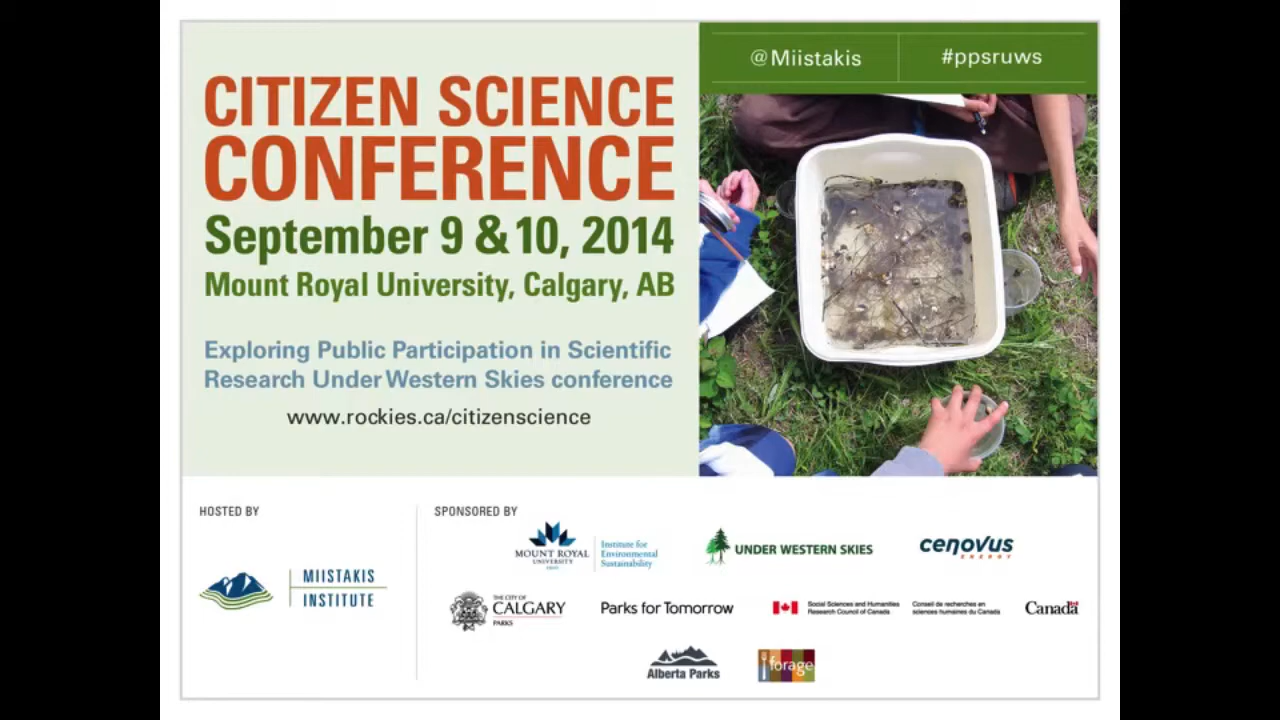 CITIZEN SCIENCE
CONFERENCE
September 9 & 10, 2014
Mount Royal University, Calgary, AB
Exploring Public Participation in Scientific
Research Under Western Skies conference
www.rockies.ca/citizenscience
@Miistakis
#ppsruws
HOSTED BY
MIISTAKIS
INSTITUTE
SPONSORED BY
MOUNT ROYAL
UNIVERSITY
Institute for
Environmental
Sustainability
UNDER WESTERN SKIES
cenovus
ENERGY
THE CITY OF
CALGARY
PARKS
Parks for Tomorrow
Social Sciences and Humanities
Research Council of Canada
Conseil de recherches en
sciences humaines du Canada
Canada
Alberta Parks
forage